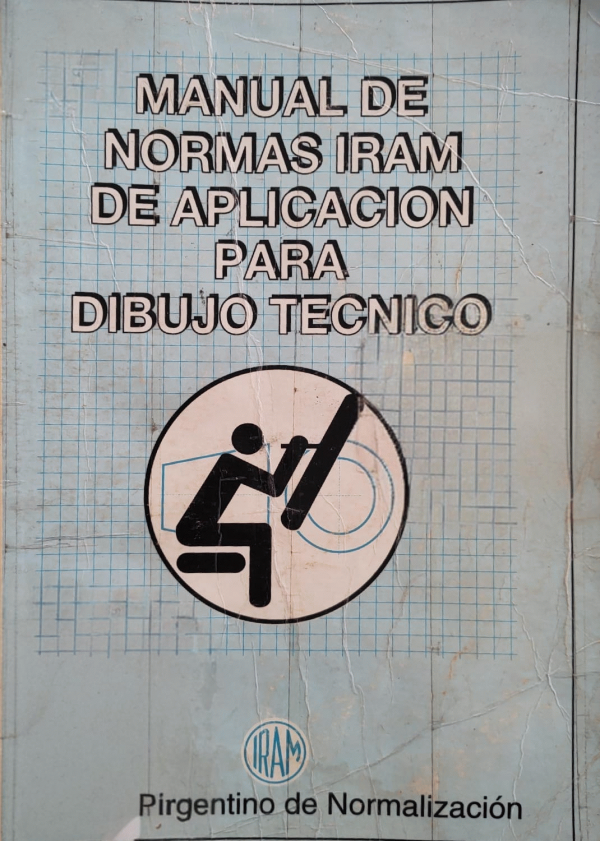 MANUAL DE
NORMAS IRAM
DE APLICACION
PARA
DIBUJO TECNICO
IRAM
Pirgentino de Normalización